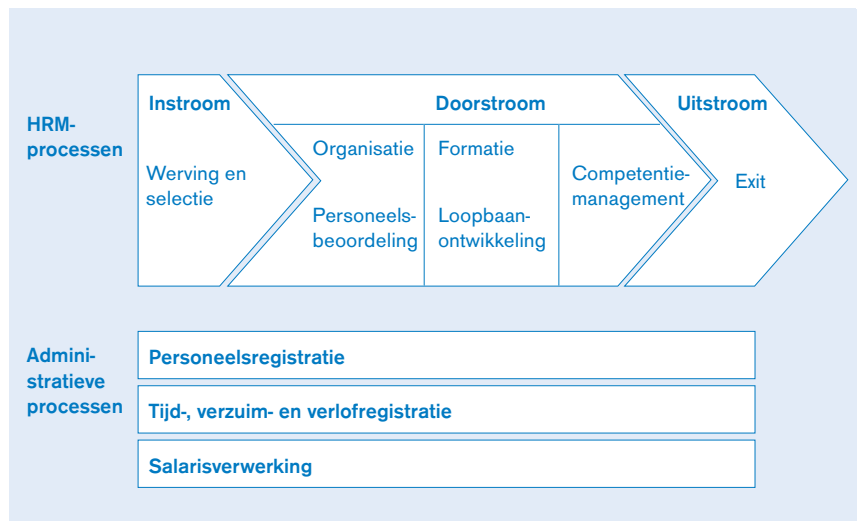 HRM-
processen
Instroom
Werving en
selectie
Doorstroom
Organisatie
Personeels-
beoordeling
Formatie
Loopbaan-
ontwikkeling
Competentie-
management
Uitstroom
Exit
Admini-
stratieve
processen
Personeelsregistratie
Tijd-, verzuim- en verlofregistratie
Salarisverwerking